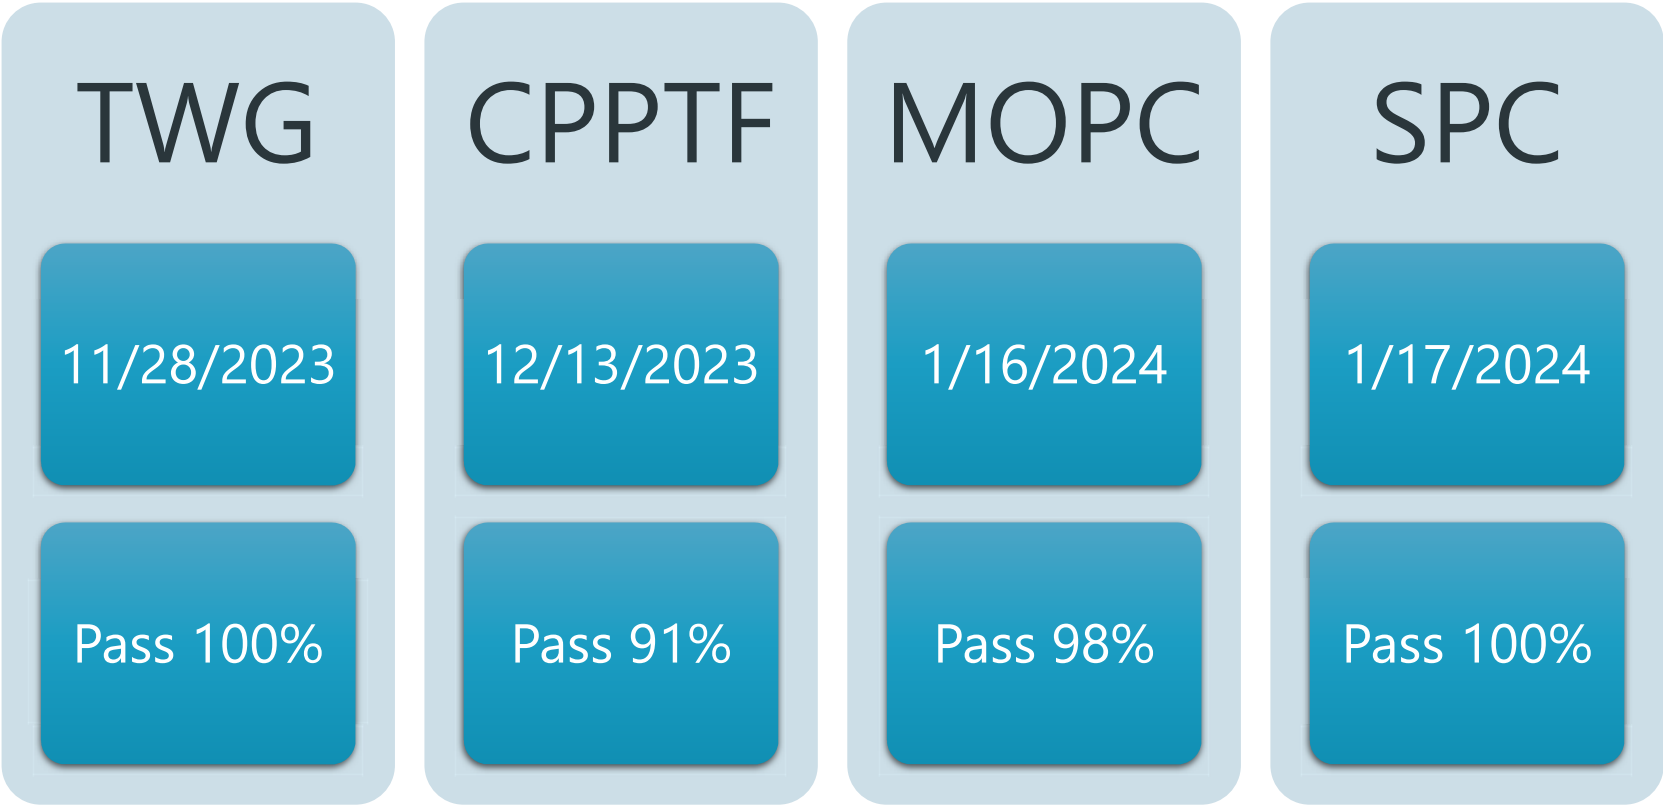 TWG
11/28/2023
Pass 100%
CPPTF
12/13/2023
Pass 91%
MOPC
1/16/2024
Pass 98%
SPC
1/17/2024
Pass 100%